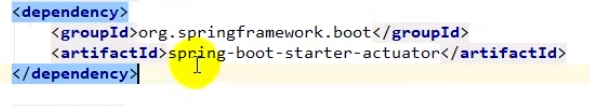 <dependency>
<groupId>org.springframework.boot</groupId>
<artifactId>spring-boot-starter-actuator</artifactId>
</dependency>